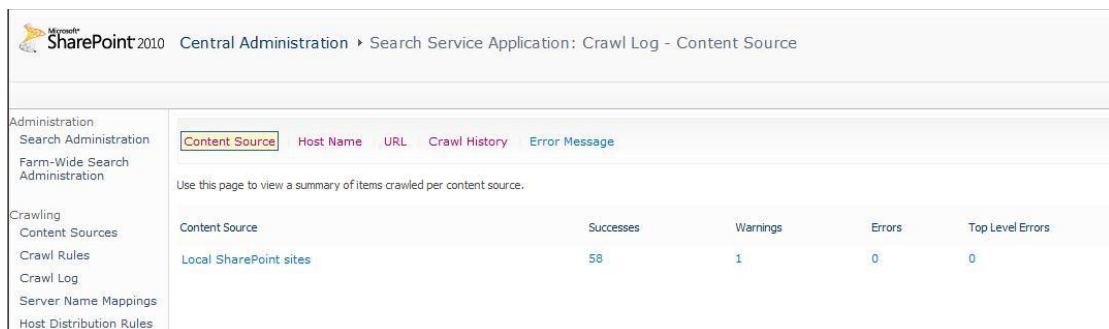 Microsoft
SharePoint 2010 Central Administration ▸ Search Service Application: Crawl Log - Content Source
Administration
Search Administration
Farm-Wide Search
Administration
Crawling
Content Sources
Crawl Rules
Crawl Log
Server Name Mappings
Host Distribution Rules
Content Source Host Name URL Crawl History Error Message
Use this page to view a summary of items crawled per content source.
Content Source Successes Warnings Errors Top Level Errors
Local SharePoint sites 58 1 0 0